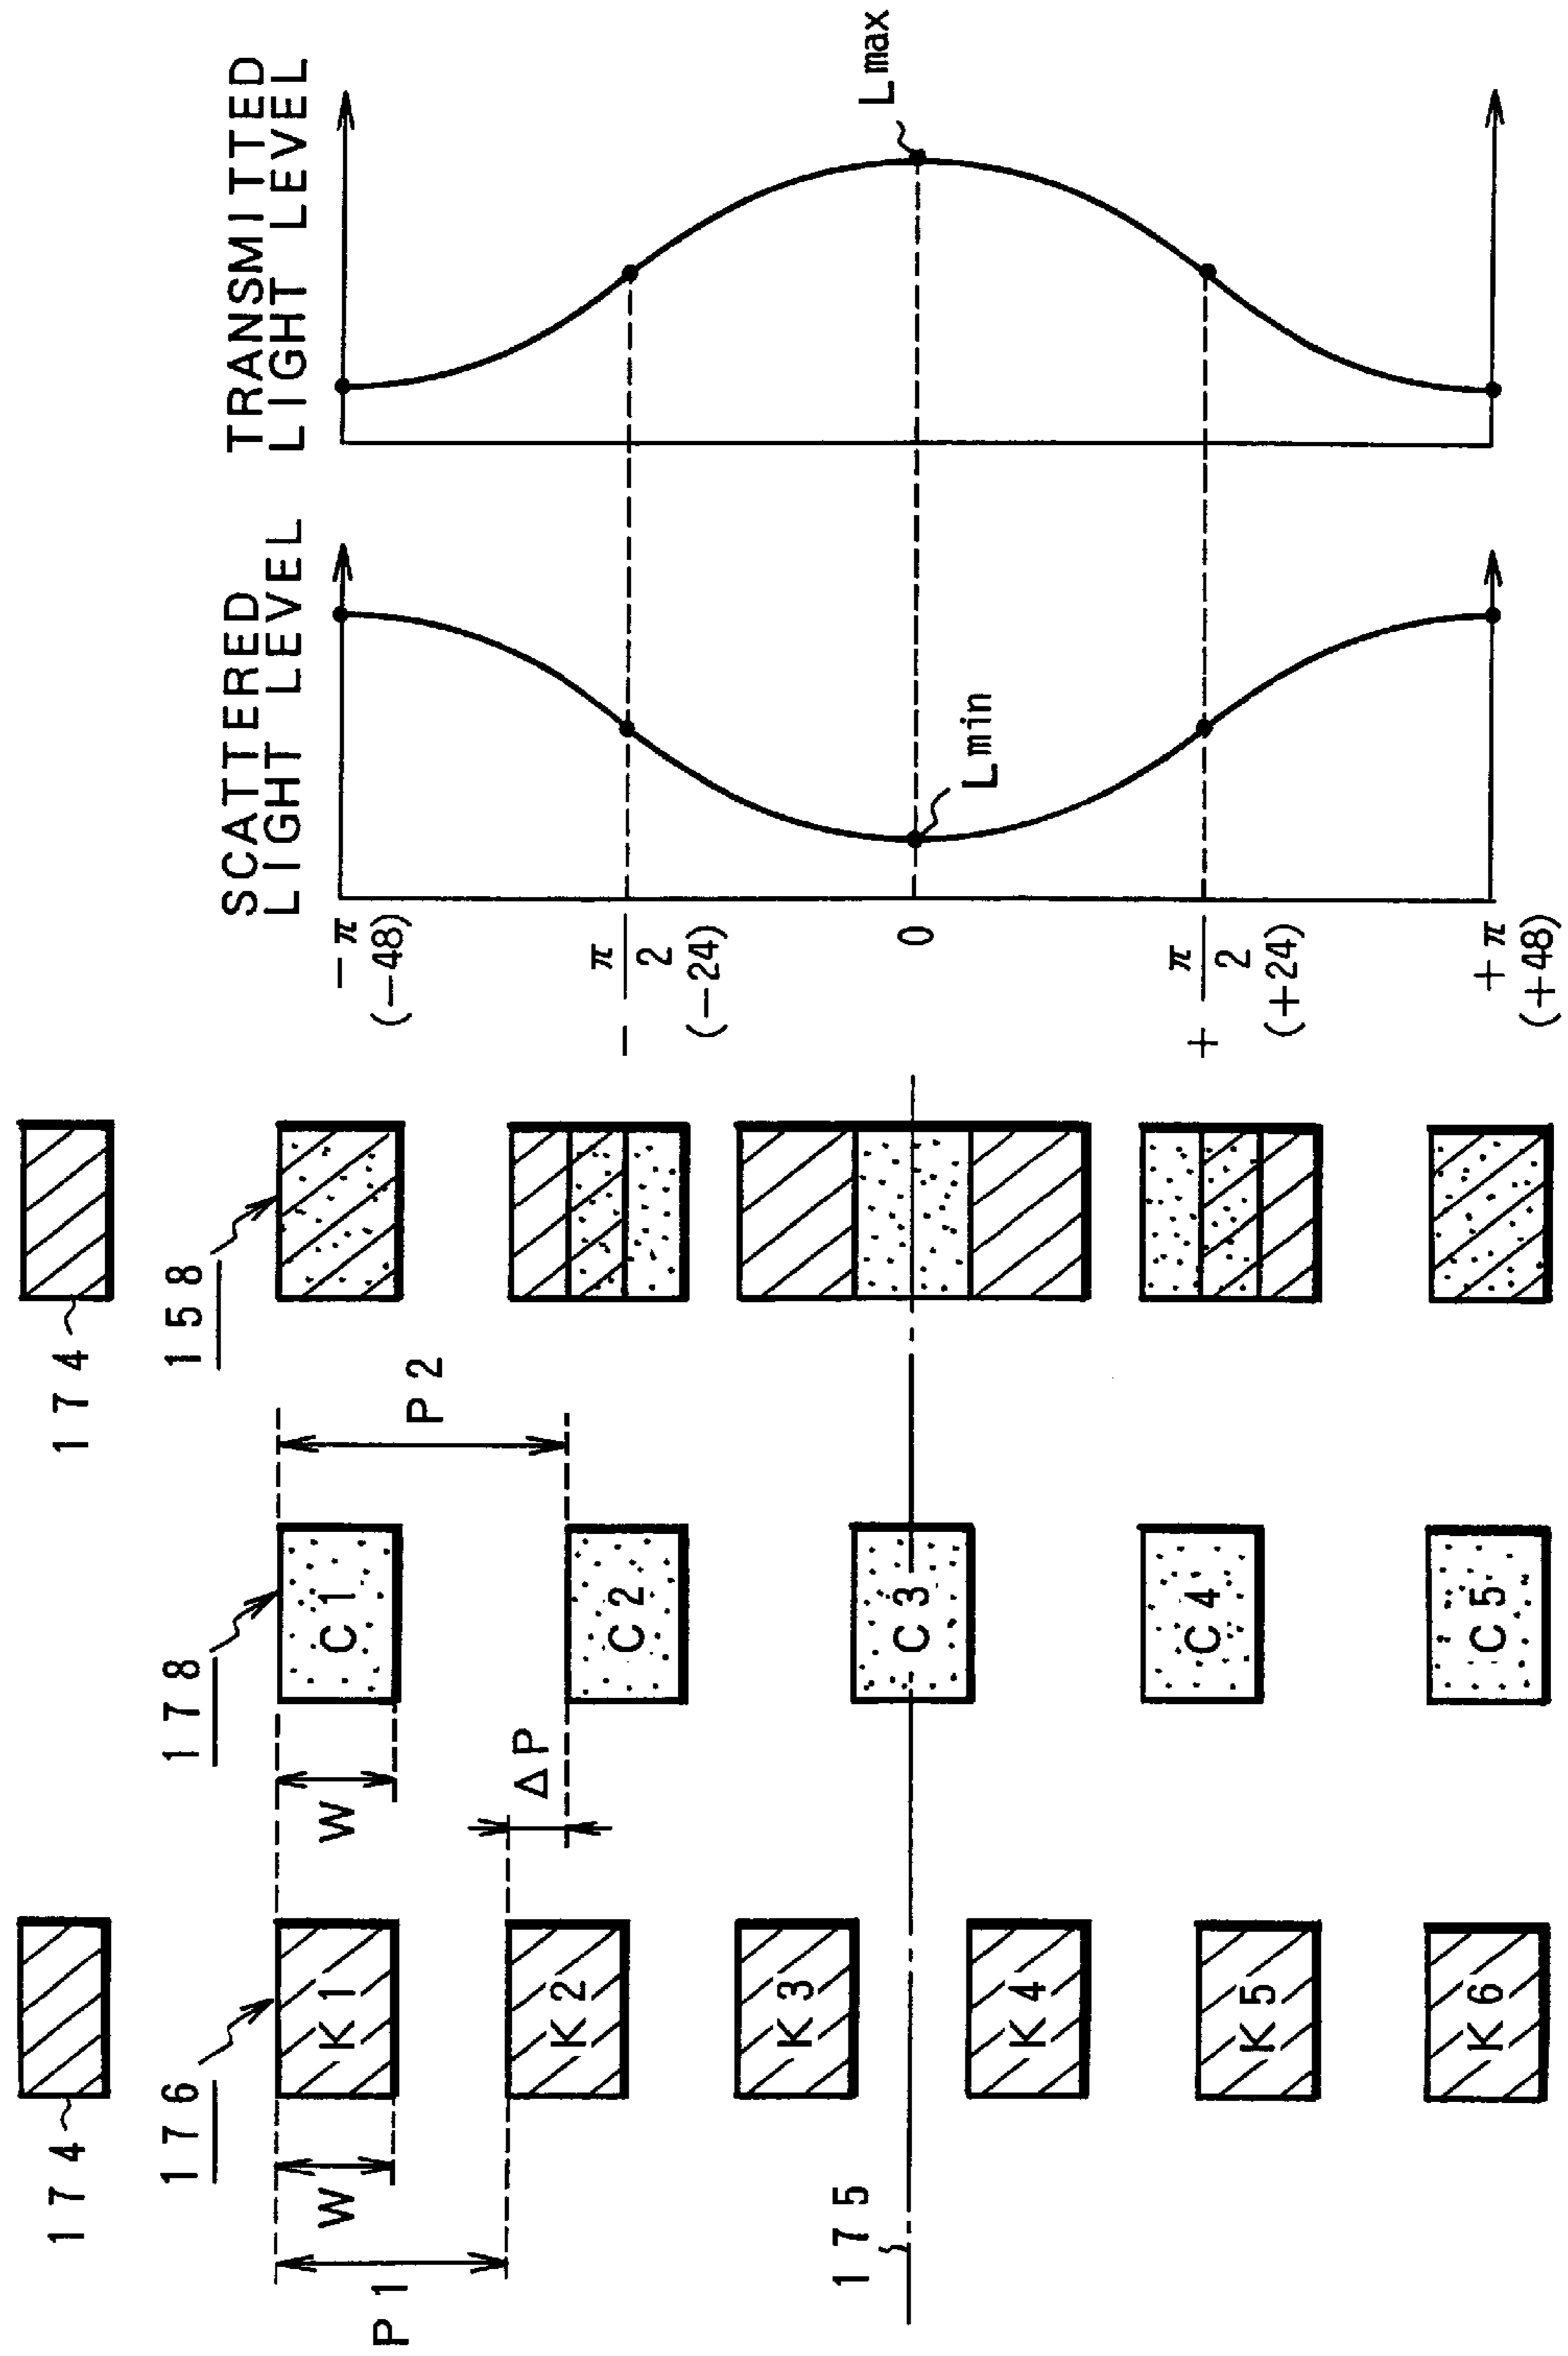 174
176
W
P1
K1
K2
K3
K4
K5
K6
175
178
W
ΔP
P2
C1
C2
C3
C4
C5
174
158
SCATTERED
LIGHT LEVEL
−π
(−48)
− π/2
(−24)
0
+ π/2
(+24)
+π
(+48)
Lmin
TRANSMITTED
LIGHT LEVEL
Lmax